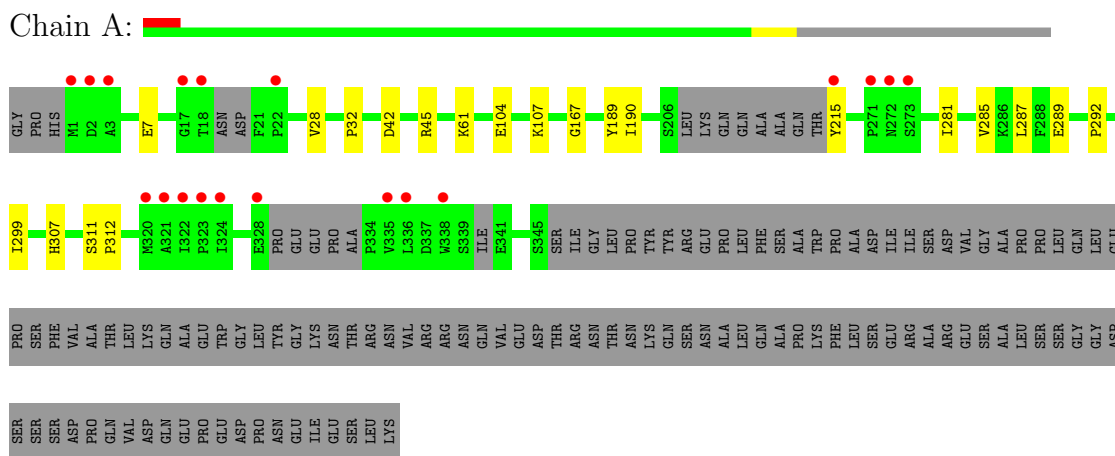 Chain A:
GLY PRO HIS M1 D2 A3 E7 G17 T18 ASN ASP F21 P22 V28 P32 D42 R45 K61 E104 K107 G167 Y189 I190 S206 LEU LYS GLN GLN ALA ALA GLN THR Y215 P271 N272 S273 I281 V285 K286 L287 F288 E289 P292
I299 H307 S311 P312 M320 A321 I322 P323 I324 E328 PRO GLU GLU PRO ALA P334 V335 L336 D337 W338 S339 ILE E341 S345 SER ILE GLY LEU PRO TYR TYR ARG GLU PRO LEU PHE SER ALA TRP PRO ALA ASP ILE ILE SER ASP VAL GLY ALA PRO PRO LEU GLN LEU GLU
PRO SER PHE VAL ALA THR LEU LYS GLN ALA GLU TRP GLY LEU TYR GLY LYS ASN THR ARG ASN VAL ARG ARG ASN GLN VAL GLU ASP THR ARG ASN THR ASN LYS GLN SER ASN ALA LEU GLN ALA PRO LYS PHE LEU SER GLU ARG ALA ARG GLU SER ALA LEU SER SER GLY GLY ASP
SER SER SER ASP PRO GLN VAL ASP GLN GLU PRO GLU ASP PRO ASN GLU ILE GLU SER LEU LYS